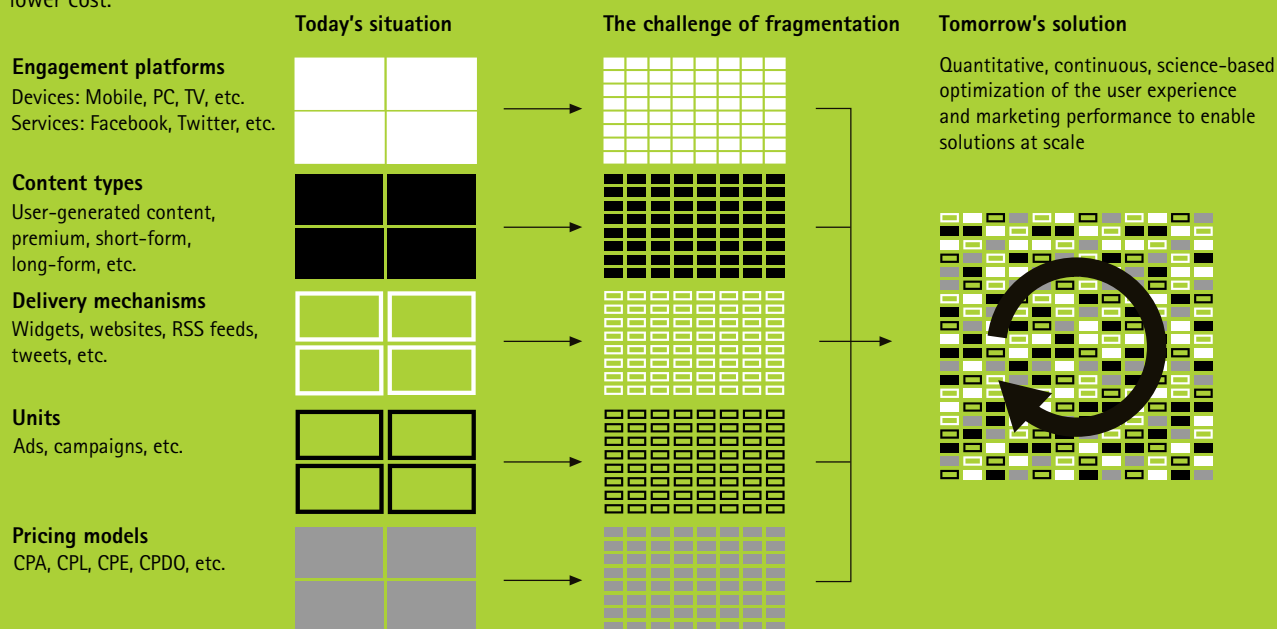 lower cost.
Today's situation
The challenge of fragmentation
Tomorrow's solution
Engagement platforms
Devices: Mobile, PC, TV, etc.
Services: Facebook, Twitter, etc.
Quantitative, continuous, science-based
optimization of the user experience
and marketing performance to enable
solutions at scale
Content types
User-generated content,
premium, short-form,
long-form, etc.
Delivery mechanisms
Widgets, websites, RSS feeds,
tweets, etc.
Units
Ads, campaigns, etc.
Pricing models
CPA, CPL, CPE, CPDO, etc.